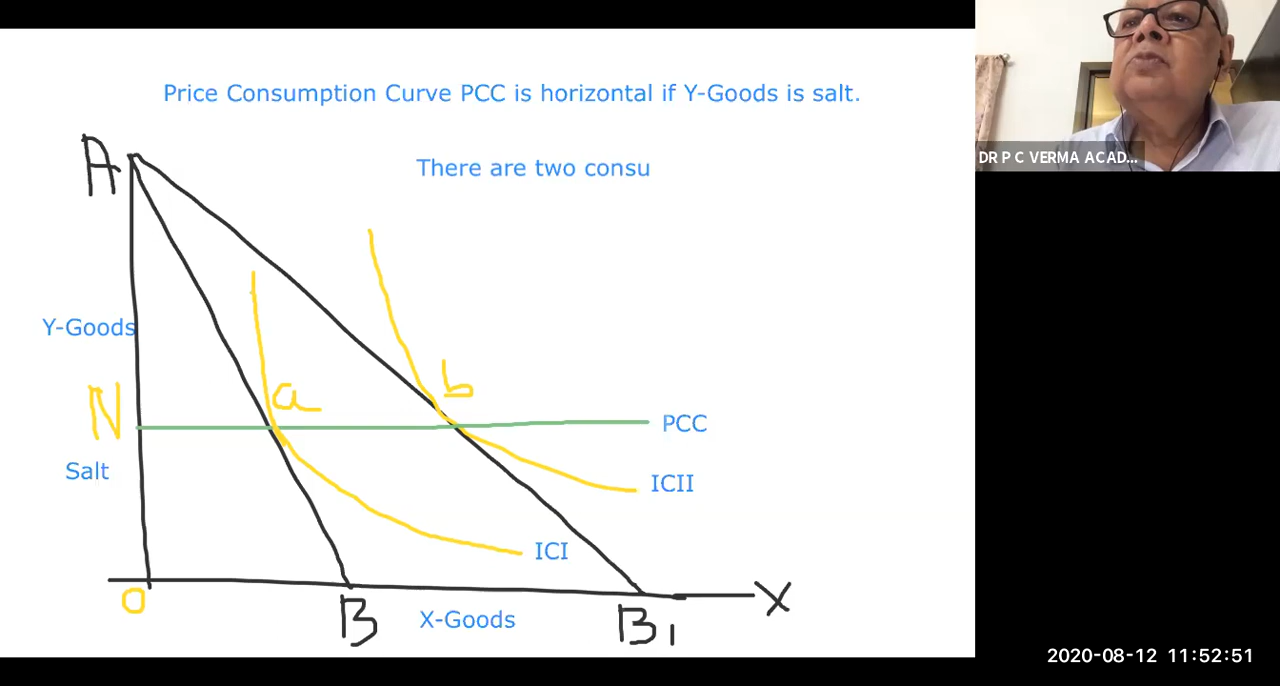 Price Consumption Curve PCC is horizontal if Y-Goods is salt.
DR P C VERMA ACAD...
There are two consu
A
Y-Goods
b
a
N
PCC
Salt
ICII
ICI
O
B
X-Goods
B1
X
2020-08-12 11:52:51